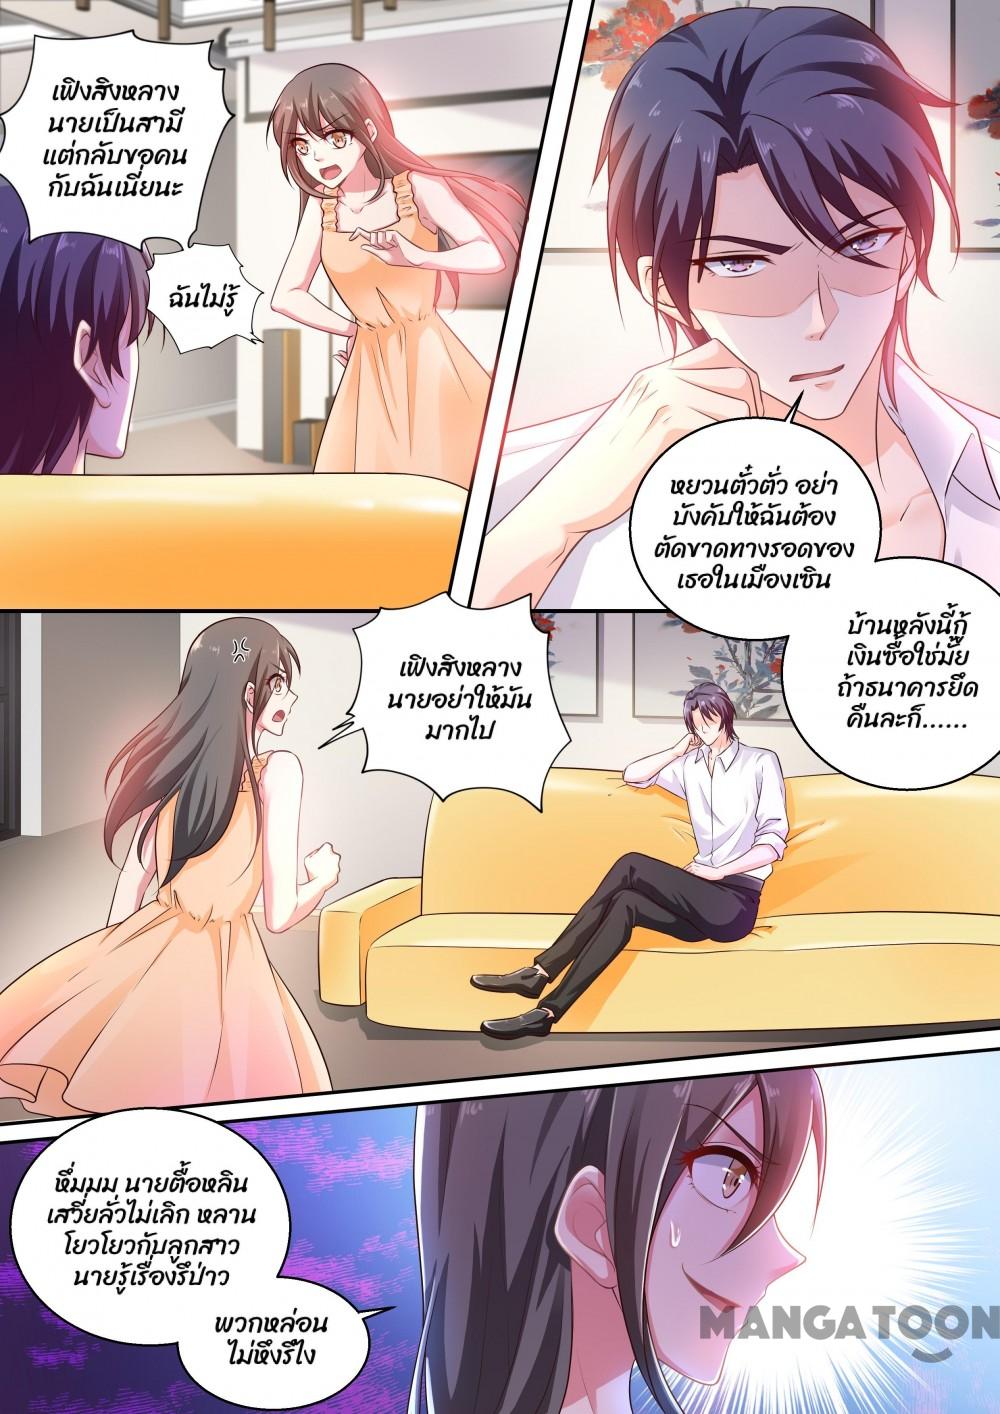 เฟิงสิงหลาง
นายเป็นสามี
แต่กลับขอคน
กับฉันเนี่ยนะ
ฉันไม่รู้
หยวนตั๋วตั่ว อย่า
บังคับให้ฉันต้อง
ตัดขาดทางรอดของ
เธอในเมืองเซิน
บ้านหลังนี้กู้
เงินซื้อใช่มั้ย
ถ้าธนาคารยึด
คืนละก็......
เฟิงสิงหลาง
นายอย่าให้มัน
มากไป
หึ่มมม นายตื้อหลิน
เสวี่ยลั่วไม่เลิก หลาน
โยวโยวกับลูกสาว
นายรู้เรื่องรึป่าว
พวกหล่อน
ไม่หึงรึไง
MANGATOON